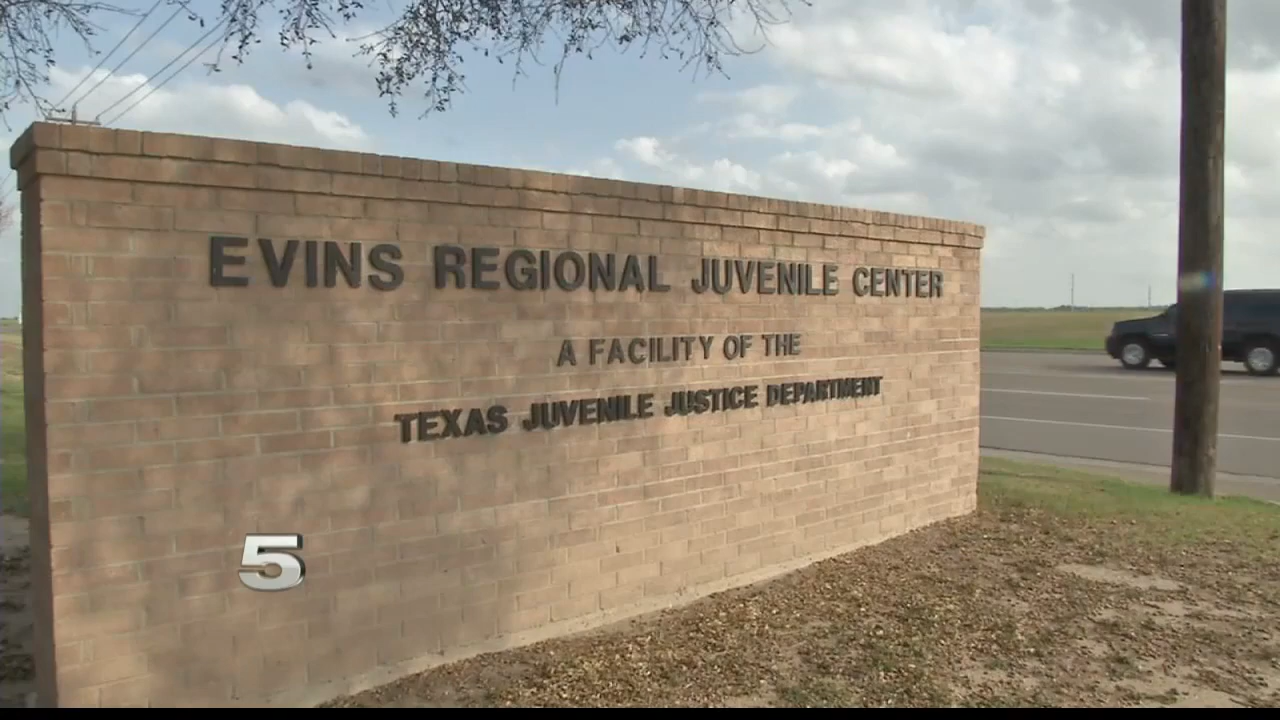 EVINS REGIONAL JUVENILE CENTER
A FACILITY OF THE
TEXAS JUVENILE JUSTICE DEPARTMENT
5